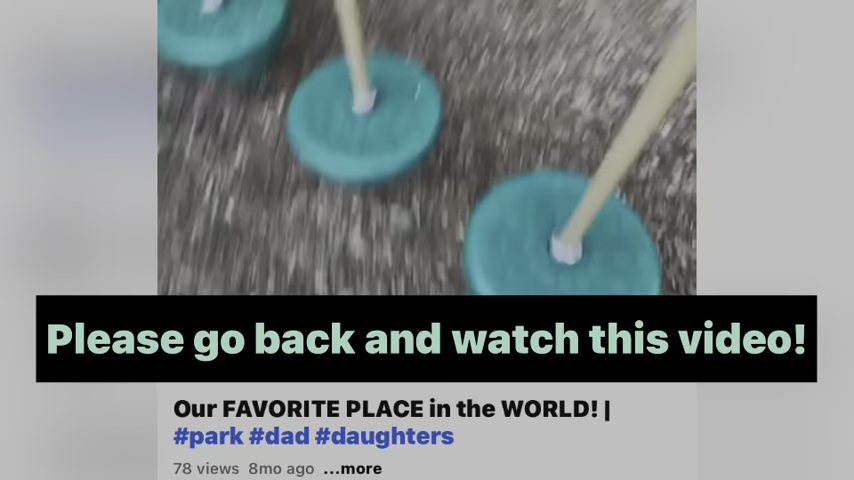 Please go back and watch this video!
Our FAVORITE PLACE in the WORLD! |
#park #dad #daughters
78 views 8mo ago ...more